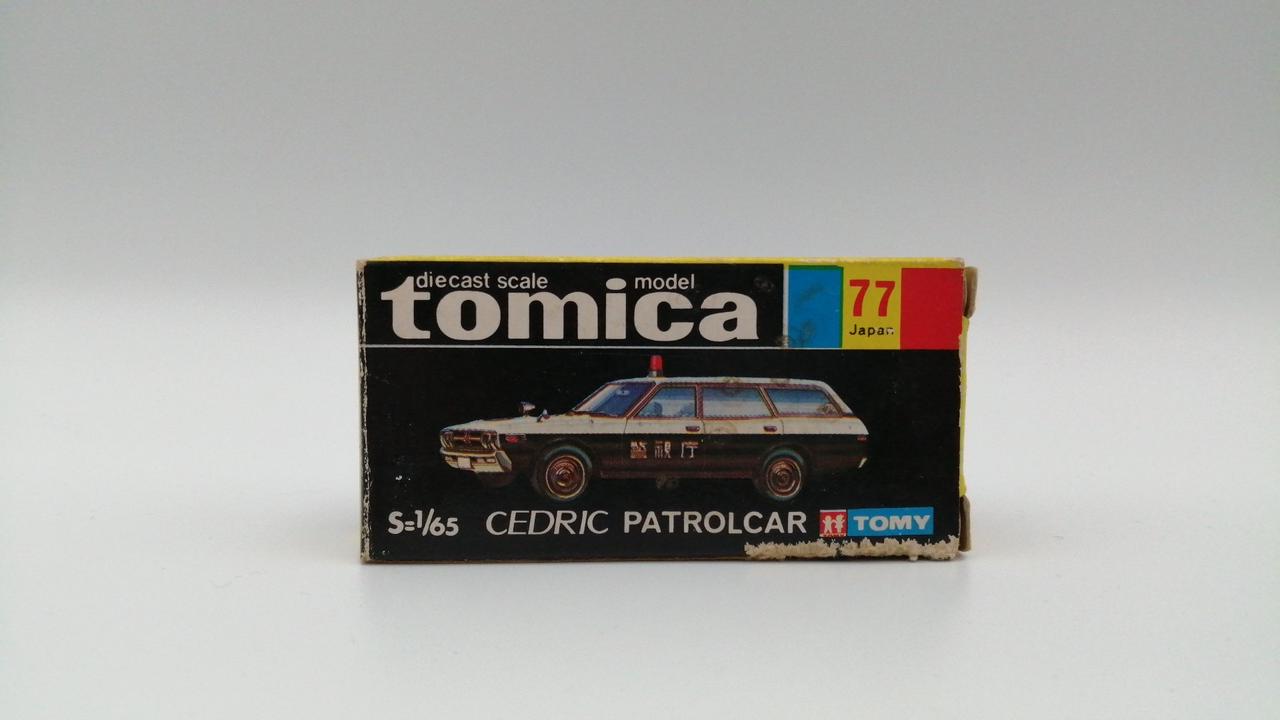 diecast scale model
tomica
77
Japan
警視庁
S=1/65 CEDRIC PATROLCAR TOMY